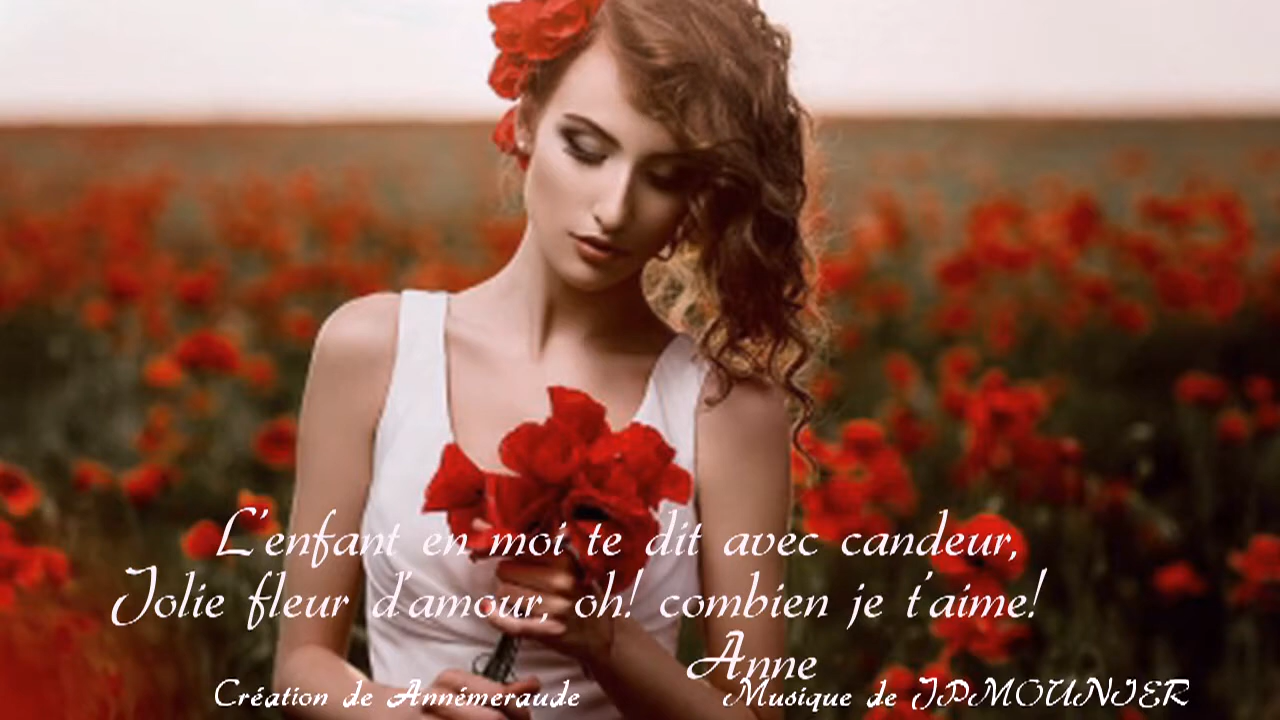 L'enfant en moi te dit avec candeur,
Jolie fleur d'amour, oh! combien je t'aime!
Anne
Création de Annémeraude Musique de JPMOUNIER